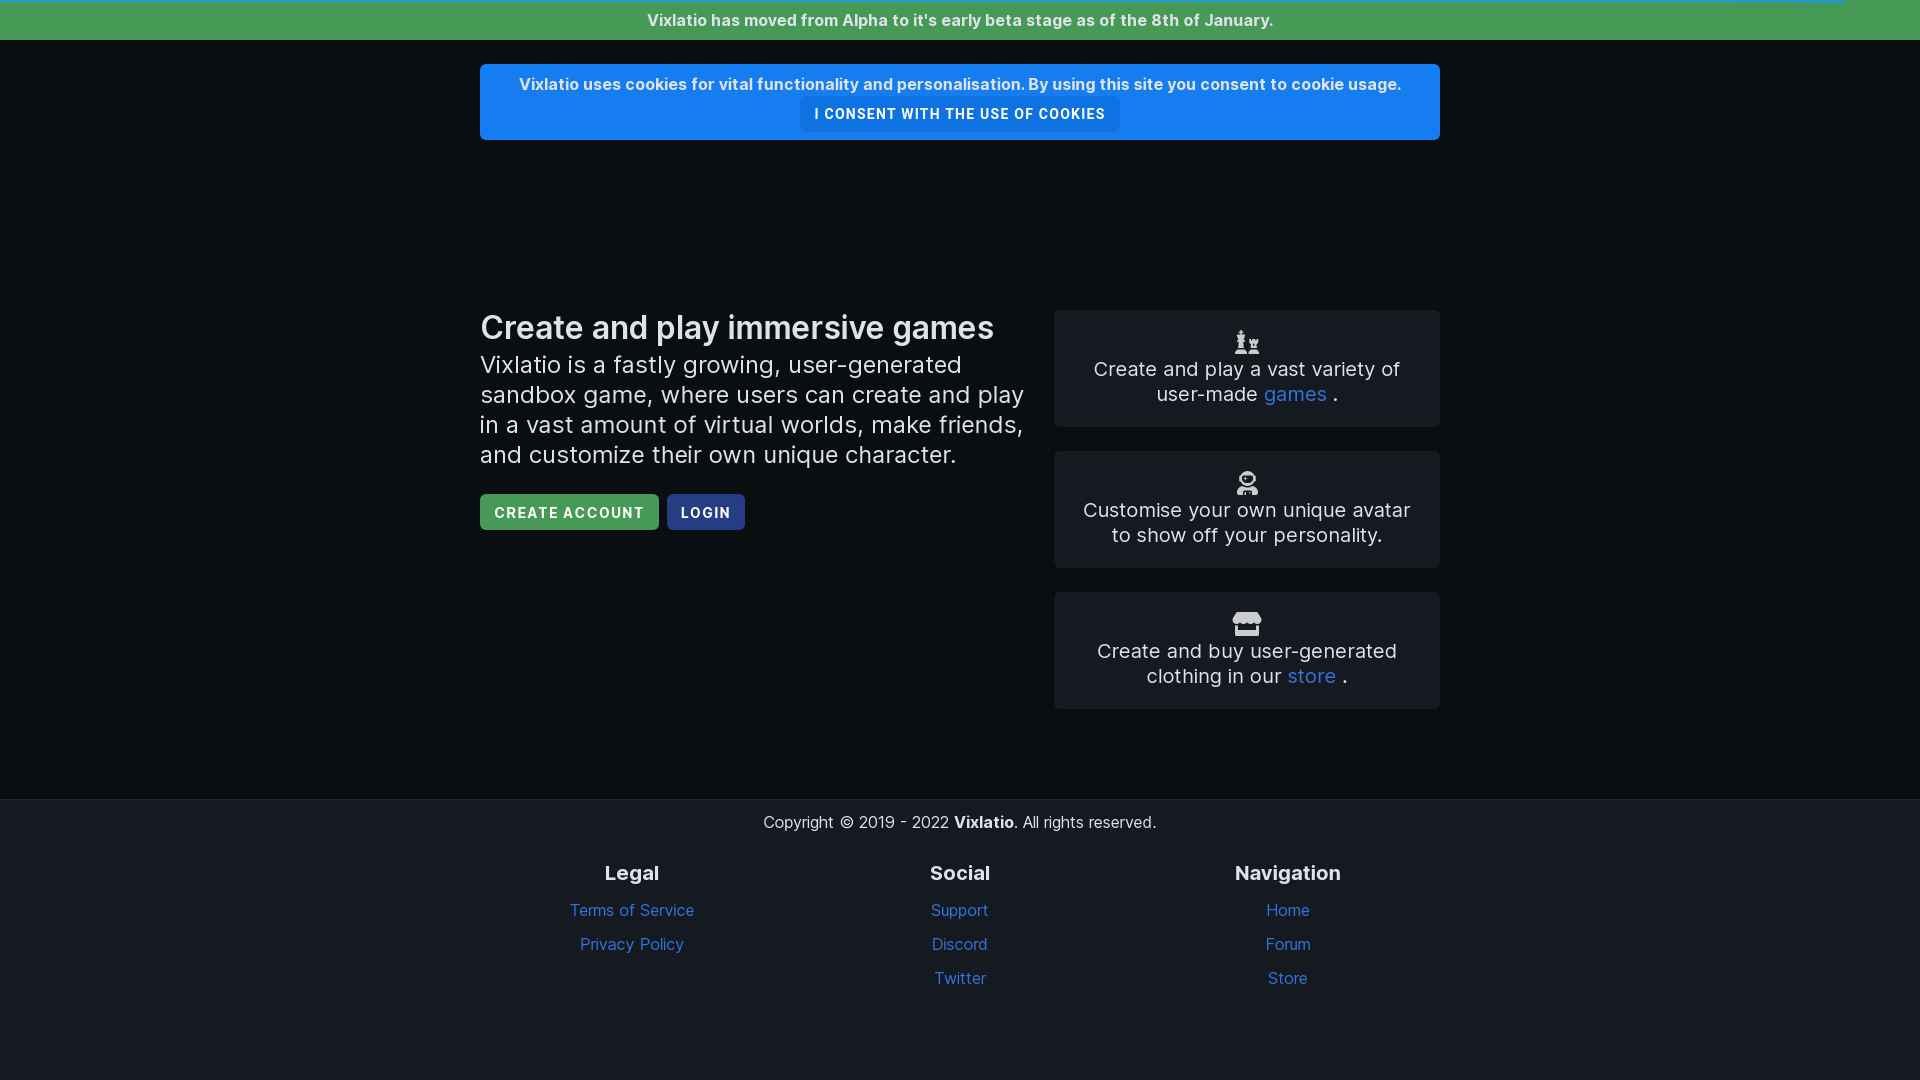 Vixlatio has moved from Alpha to it's early beta stage as of the 8th of January.
Vixlatio uses cookies for vital functionality and personalisation. By using this site you consent to cookie usage.
I CONSENT WITH THE USE OF COOKIES
Create and play immersive games
Vixlatio is a fastly growing, user-generated
sandbox game, where users can create and play
in a vast amount of virtual worlds, make friends,
and customize their own unique character.
CREATE ACCOUNT
LOGIN
Create and play a vast variety of
user-made games .
Customise your own unique avatar
to show off your personality.
Create and buy user-generated
clothing in our store .
Copyright © 2019 - 2022 Vixlatio. All rights reserved.
Legal
Terms of Service
Privacy Policy
Social
Support
Discord
Twitter
Navigation
Home
Forum
Store